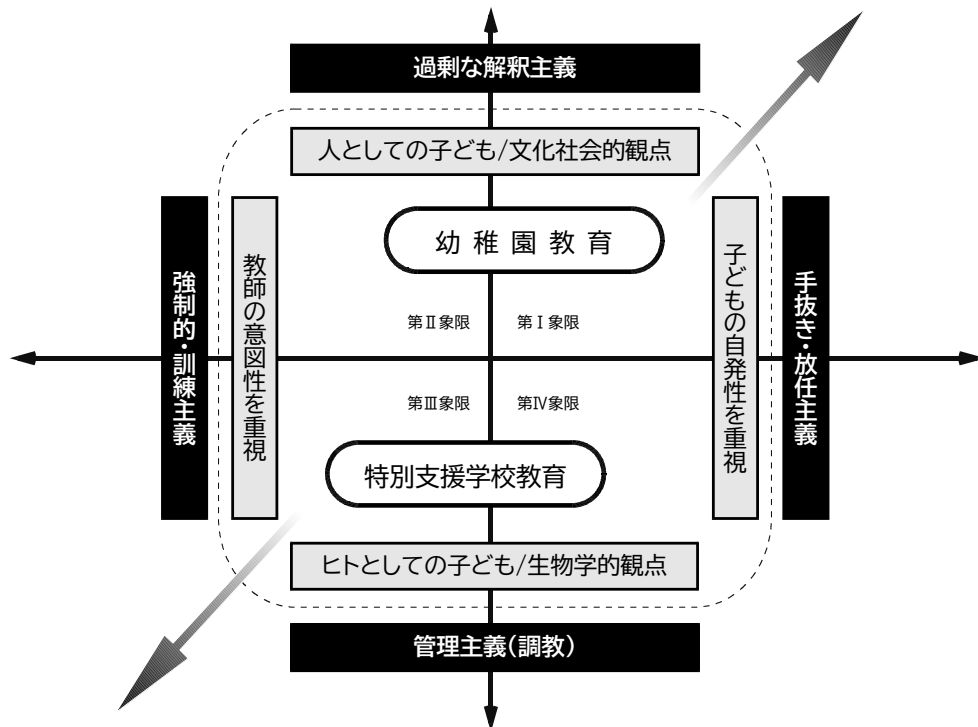 過剰な解釈主義
人としての子ども/文化社会的観点
幼稚園教育
強制的・訓練主義
教師の意図性を重視
子どもの自発性を重視
手抜き・放任主義
第Ⅱ象限
第Ⅰ象限
第Ⅲ象限
第Ⅳ象限
特別支援学校教育
ヒトとしての子ども/生物学的観点
管理主義(調教)